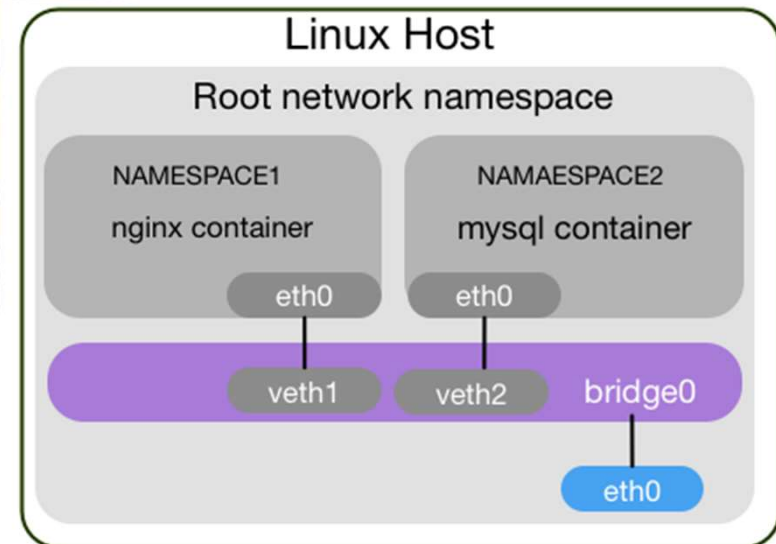 Linux Host
Root network namespace
NAMESPACE1
nginx container
eth0
NAMAESPACE2
mysql container
eth0
veth1
veth2
bridge0
eth0